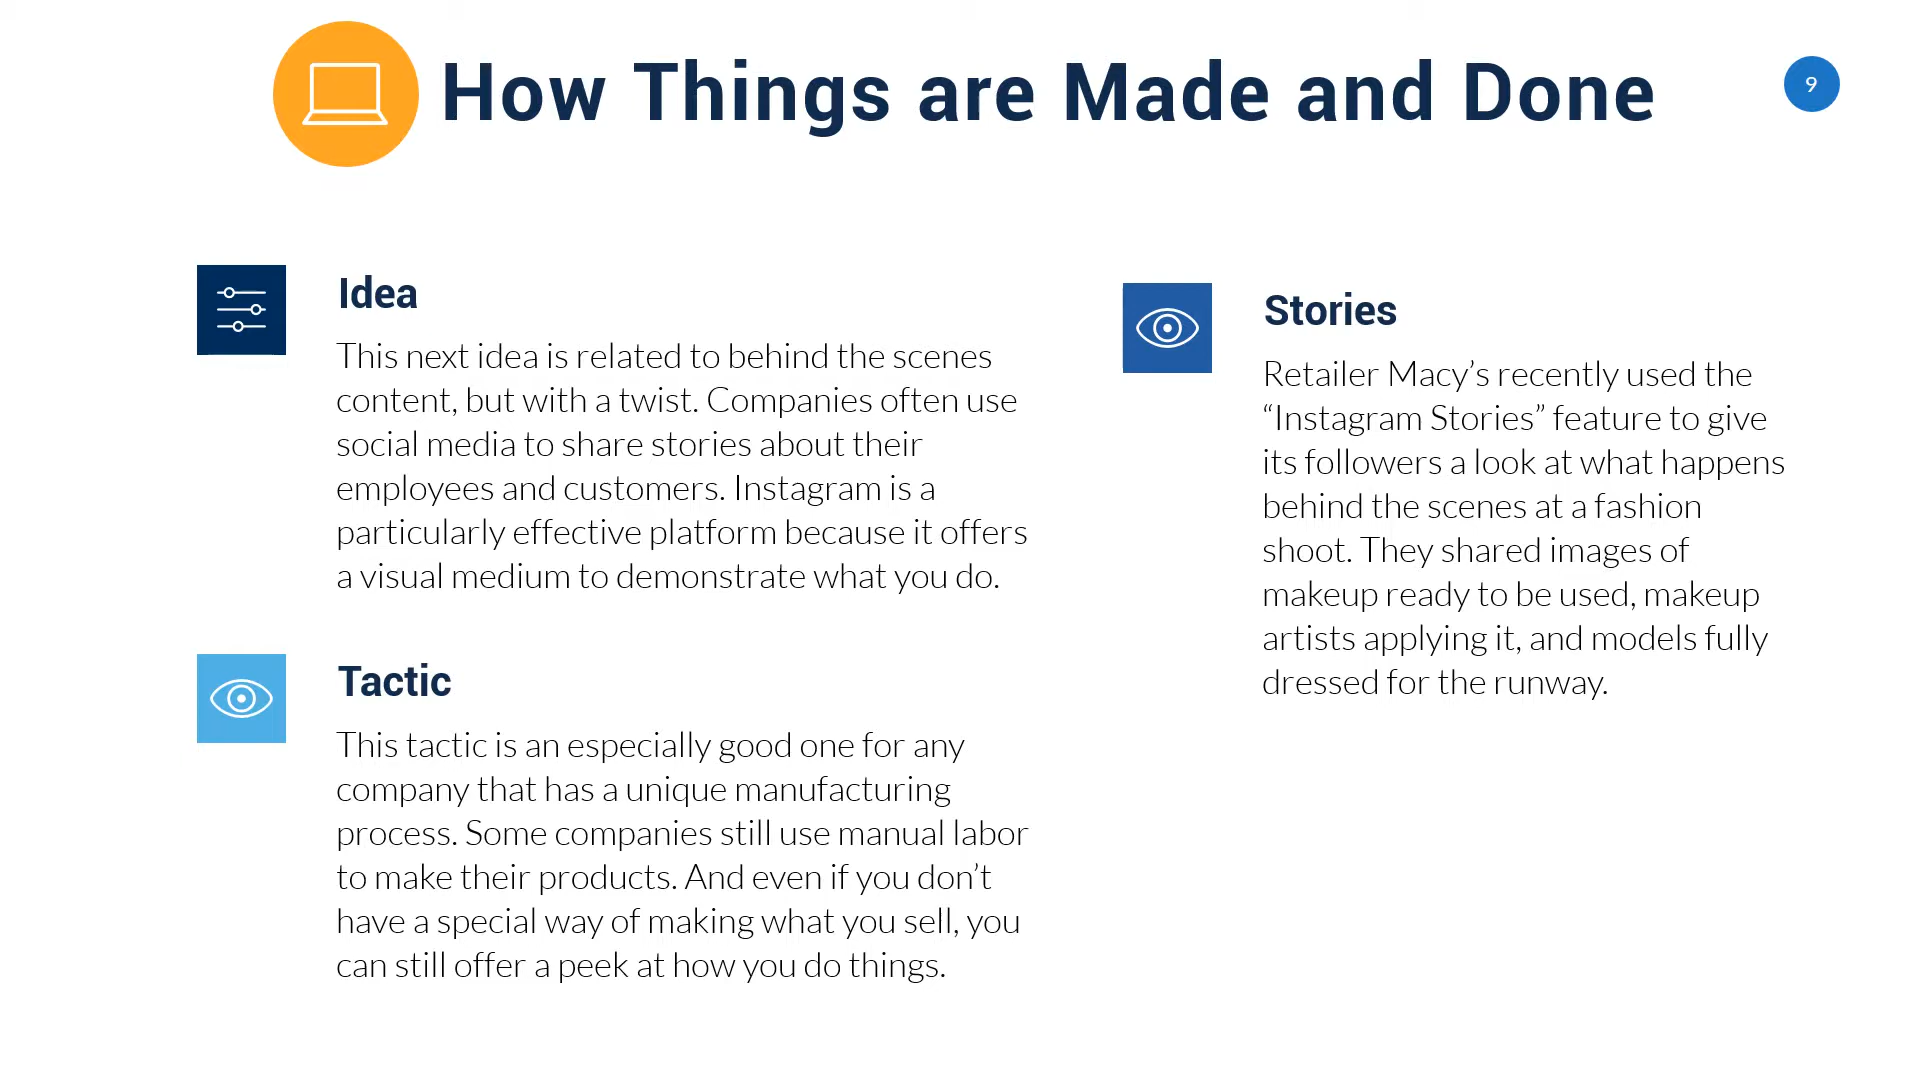 How Things are Made and Done
9
Idea
This next idea is related to behind the scenes
content, but with a twist. Companies often use
social media to share stories about their
employees and customers. Instagram is a
particularly effective platform because it offers
a visual medium to demonstrate what you do.
Tactic
This tactic is an especially good one for any
company that has a unique manufacturing
process. Some companies still use manual labor
to make their products. And even if you don’t
have a special way of making what you sell, you
can still offer a peek at how you do things.
Stories
Retailer Macy’s recently used the
“Instagram Stories” feature to give
its followers a look at what happens
behind the scenes at a fashion
shoot. They shared images of
makeup ready to be used, makeup
artists applying it, and models fully
dressed for the runway.